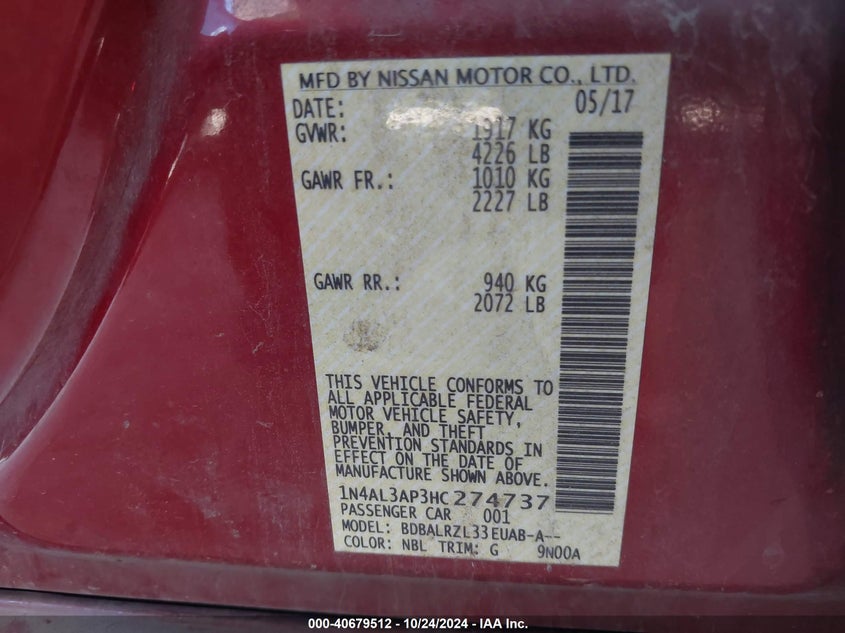 MFD BY NISSAN MOTOR CO., LTD.
DATE: 05/17
GVWR: 1917 KG
4226 LB
GAWR FR.: 1010 KG
2227 LB
GAWR RR.: 940 KG
2072 LB
THIS VEHICLE CONFORMS TO
ALL APPLICABLE FEDERAL
MOTOR VEHICLE SAFETY,
BUMPER, AND THEFT
PREVENTION STANDARDS IN
EFFECT ON THE DATE OF
MANUFACTURE SHOWN ABOVE.
1N4AL3AP3HC274737
PASSENGER CAR 001
MODEL: BDBALRZL33EUAB-A--
COLOR: NBL TRIM: G 9N00A
000-40679512 - 10/24/2024 - IAA Inc.